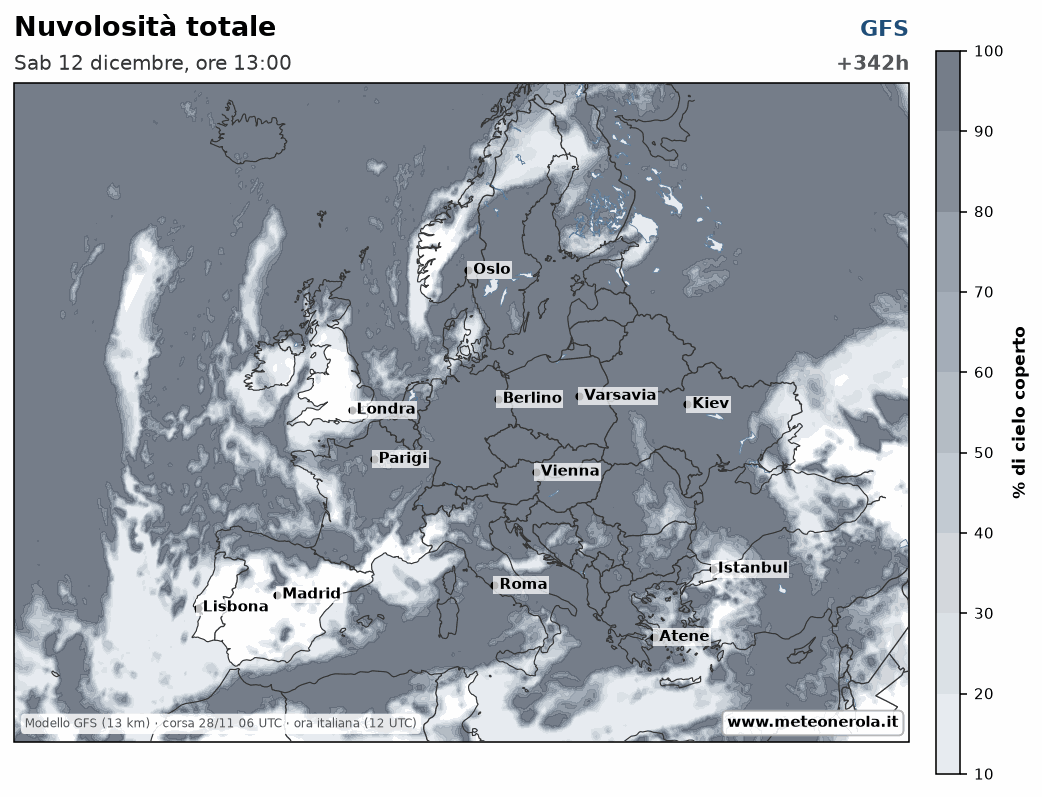 Nuvolosità totale
GFS
Sab 12 dicembre, ore 13:00
+342h
100
90
80
70
60
50
40
30
20
10
% di cielo coperto
Oslo
Londra
Berlino
Varsavia
Kiev
Parigi
Vienna
Istanbul
Roma
Madrid
Lisbona
Atene
Modello GFS (13 km) · corsa 28/11 06 UTC · ora italiana (12 UTC)
www.meteonerola.it